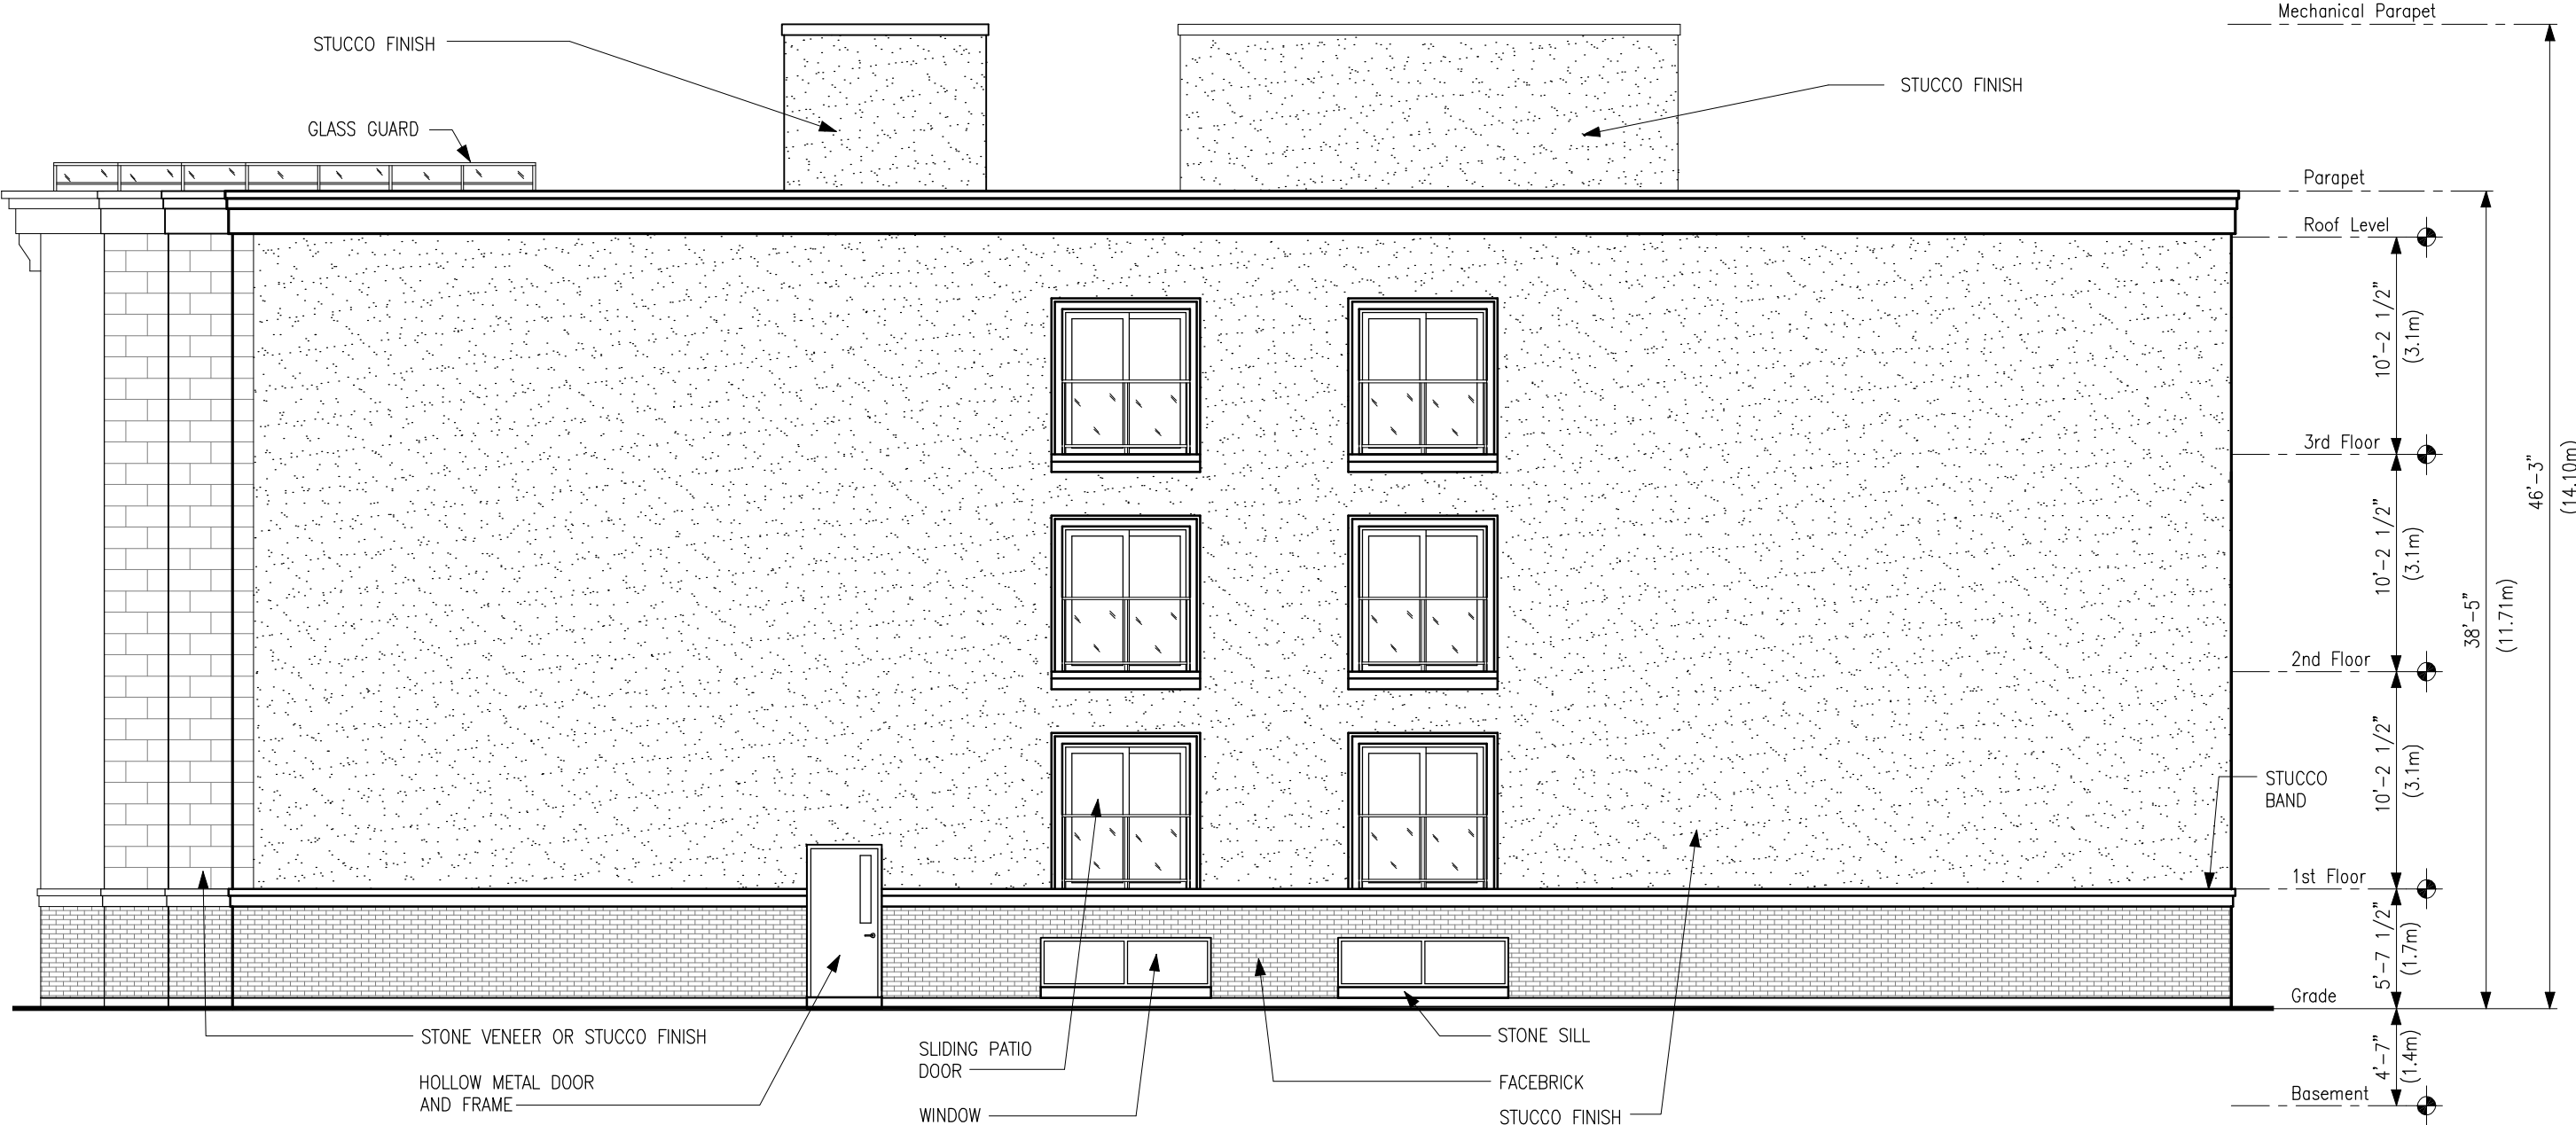 Mechanical Parapet
STUCCO FINISH
STUCCO FINISH
GLASS GUARD
Parapet
Roof Level
10'-2 1/2"
(3.1m)
3rd Floor
46'-3"
(14.10m)
10'-2 1/2"
(3.1m)
38'-5"
(11.71m)
2nd Floor
10'-2 1/2"
(3.1m)
STUCCO
BAND
1st Floor
5'-7 1/2"
(1.7m)
Grade
STONE VENEER OR STUCCO FINISH
STONE SILL
SLIDING PATIO
DOOR
4'-7"
(1.4m)
HOLLOW METAL DOOR
AND FRAME
FACEBRICK
Basement
WINDOW
STUCCO FINISH